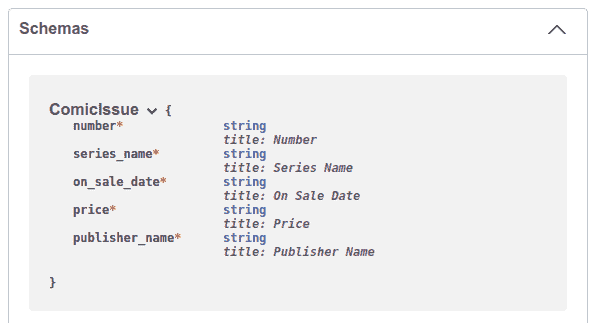 Schemas
ComicIssue {
number* string
title: Number
series_name* string
title: Series Name
on_sale_date* string
title: On Sale Date
price* string
title: Price
publisher_name* string
title: Publisher Name
}